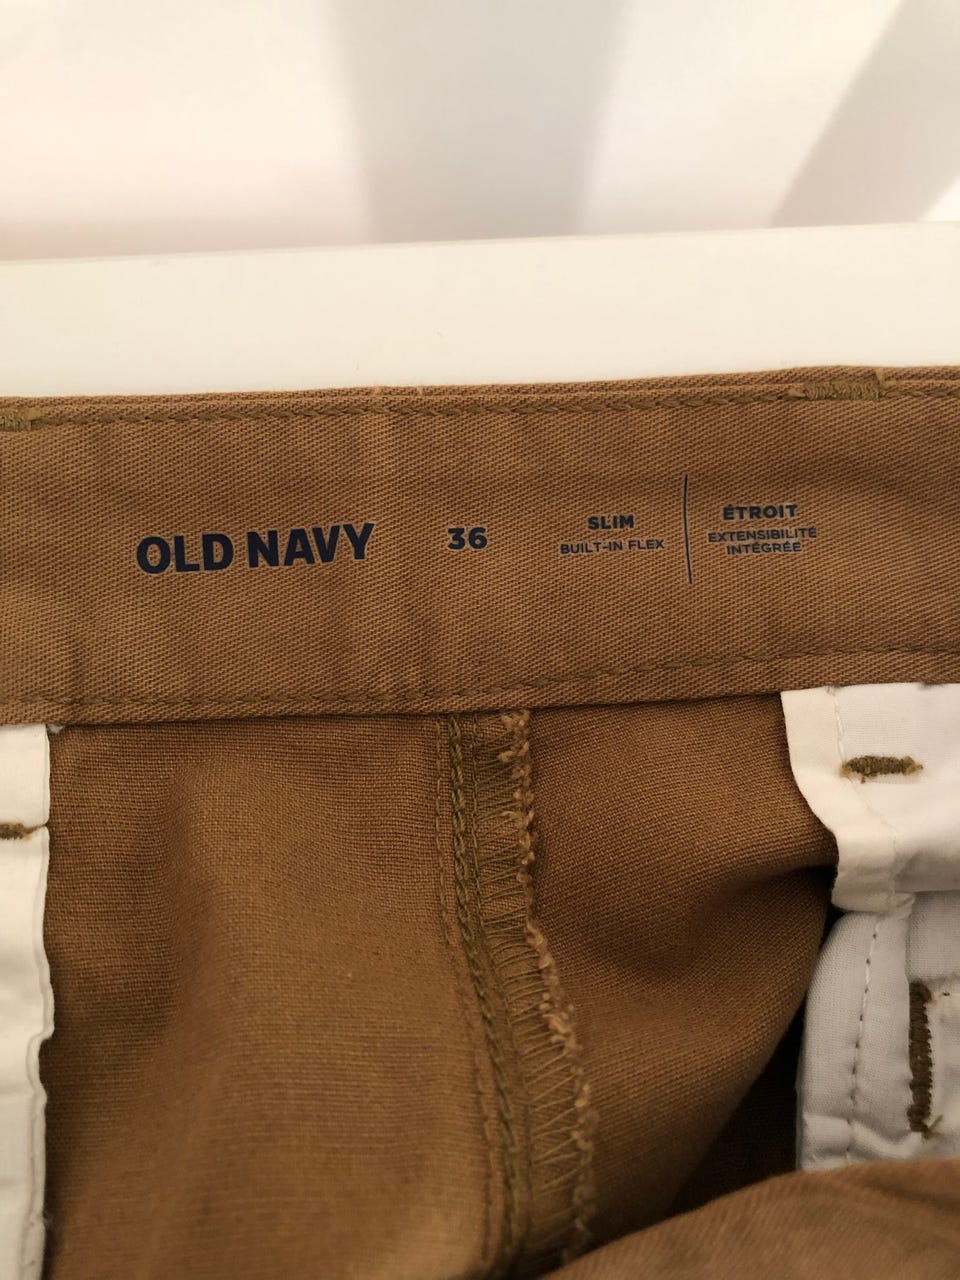 OLD NAVY
36
SLIM
BUILT-IN FLEX
ÉTROIT
EXTENSIBILITÉ
INTÉGRÉE